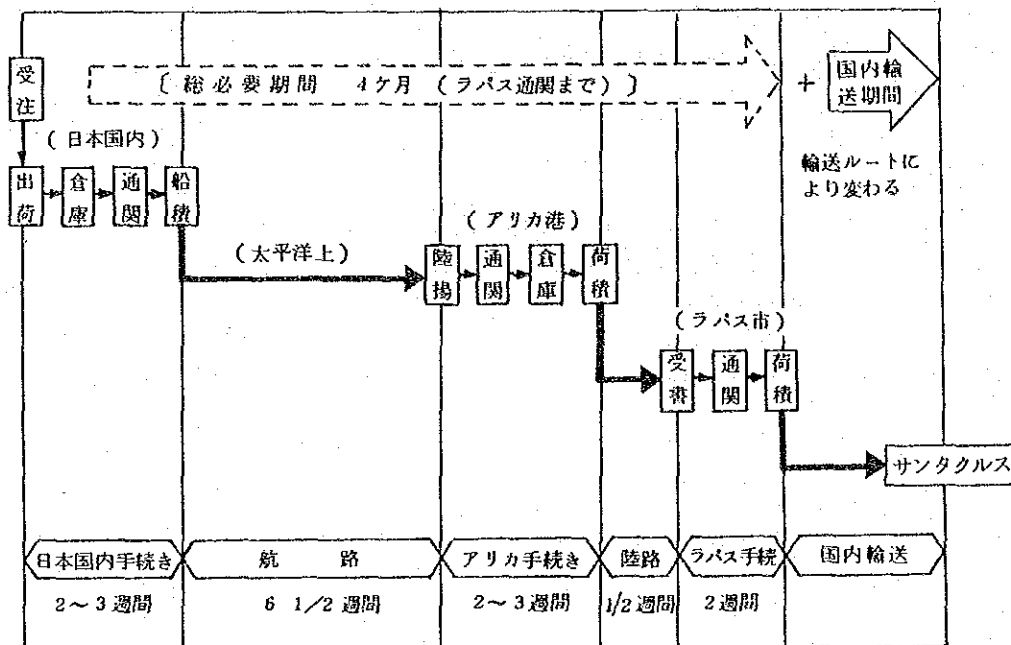 受注
〔 総必要期間 4ケ月 (ラパス通関まで) 〕
+
国内輸
送期間
輸送ルートに
より変わる
(日本国内)
出荷
倉庫
通関
船積
(太平洋上)
(アリカ港)
陸揚
通関
倉庫
荷積
(ラパス市)
受書
通関
荷積
サンタクルス
日本国内手続き
航路
アリカ手続き
陸路
ラパス手続
国内輸送
2〜3週間
6 1/2週間
2〜3週間
1/2週間
2週間